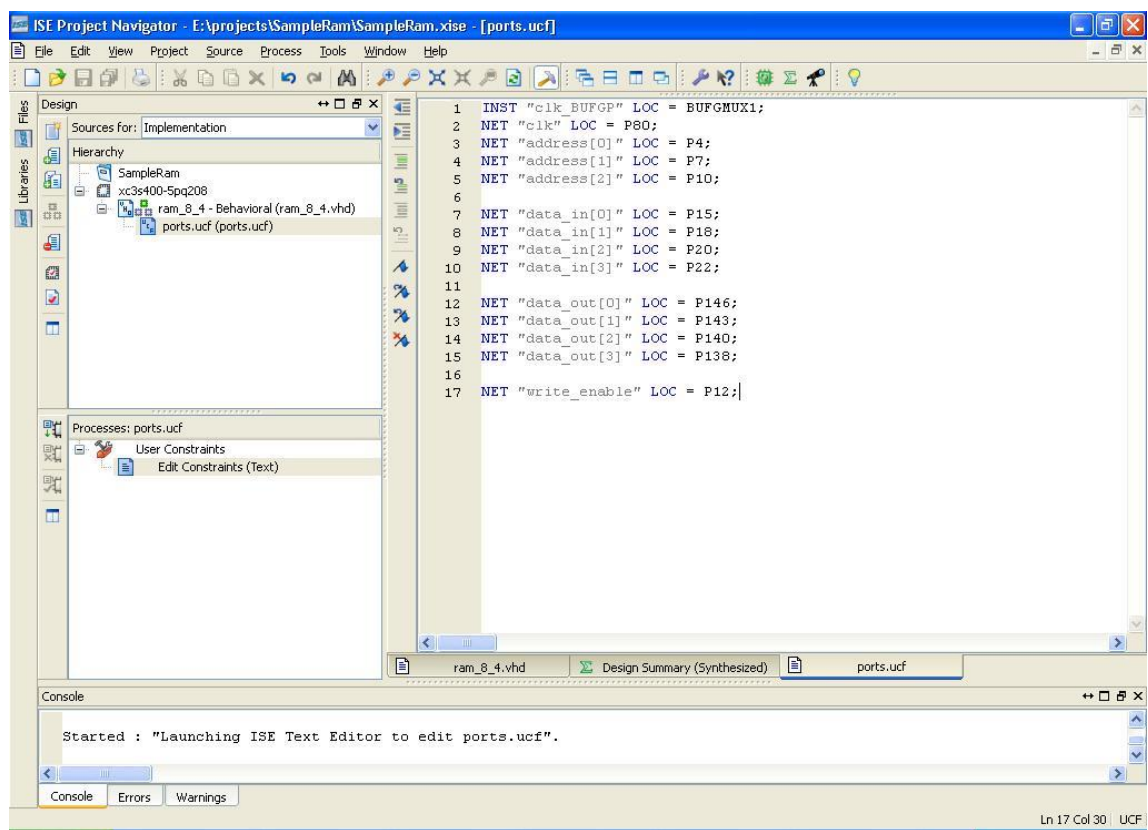 ISE Project Navigator - E:\projects\SampleRam\SampleRam.xise - [ports.ucf]
File Edit View Project Source Process Tools Window Help
Files
Libraries
Design
Sources for: Implementation
Hierarchy
SampleRam
xc3s400-5pq208
ram_8_4 - Behavioral (ram_8_4.vhd)
ports.ucf (ports.ucf)
Processes: ports.ucf
User Constraints
Edit Constraints (Text)
1 INST "clk_BUFGP" LOC = BUFGMUX1;
2 NET "clk" LOC = P80;
3 NET "address[0]" LOC = P4;
4 NET "address[1]" LOC = P7;
5 NET "address[2]" LOC = P10;
6
7 NET "data_in[0]" LOC = P15;
8 NET "data_in[1]" LOC = P18;
9 NET "data_in[2]" LOC = P20;
10 NET "data_in[3]" LOC = P22;
11
12 NET "data_out[0]" LOC = P146;
13 NET "data_out[1]" LOC = P143;
14 NET "data_out[2]" LOC = P140;
15 NET "data_out[3]" LOC = P138;
16
17 NET "write_enable" LOC = P12;
ram_8_4.vhd Design Summary (Synthesized) ports.ucf
Console
Started : "Launching ISE Text Editor to edit ports.ucf".
Console Errors Warnings
Ln 17 Col 30 UCF